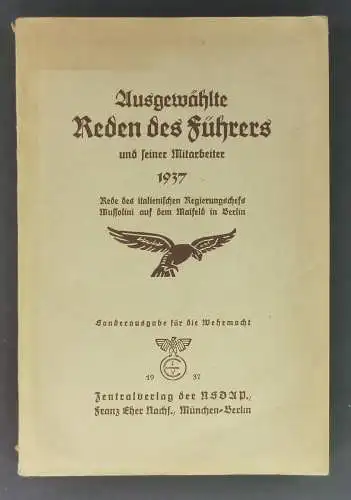 Ausgewählte
Reden des Führers
und seiner Mitarbeiter
1937
Rede des italienischen Regierungschefs
Mussolini auf dem Maifeld in Berlin
Sonderausgabe für die Wehrmacht
19 37
Zentralverlag der NSDAP.,
Franz Eher Nachf., München-Berlin